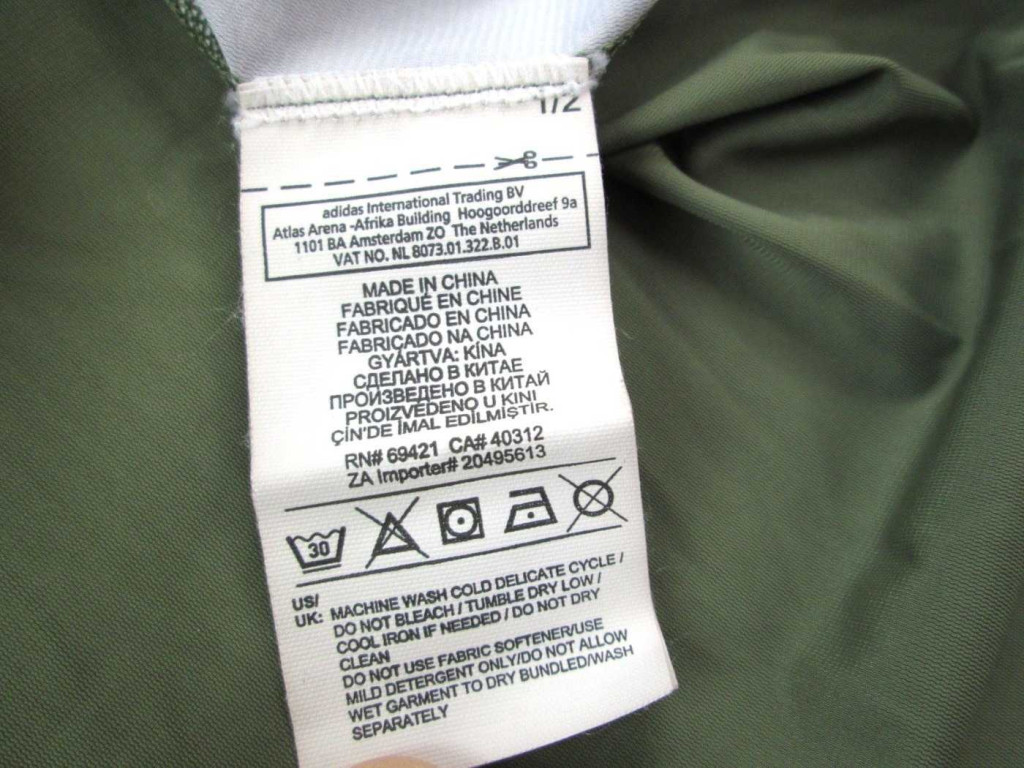 1/2
adidas International Trading BV
Atlas Arena -Afrika Building Hoogoorddreef 9a
1101 BA Amsterdam ZO The Netherlands
VAT NO. NL 8073.01.322.B.01
MADE IN CHINA
FABRIQUÉ EN CHINE
FABRICADO EN CHINA
FABRICADO NA CHINA
GYÁRTVA: KÍNA
СДЕЛАНО В КИТАЕ
ПРОИЗВЕДЕНО В КИТАЙ
PROIZVEDENO U KINI
ÇİN'DE İMAL EDİLMİŞTİR.
RN# 69421 CA# 40312
ZA Importer# 20495613
30
US/
UK: MACHINE WASH COLD DELICATE CYCLE /
DO NOT BLEACH / TUMBLE DRY LOW /
COOL IRON IF NEEDED / DO NOT DRY
CLEAN
DO NOT USE FABRIC SOFTENER/USE
MILD DETERGENT ONLY/DO NOT ALLOW
WET GARMENT TO DRY BUNDLED/WASH
SEPARATELY